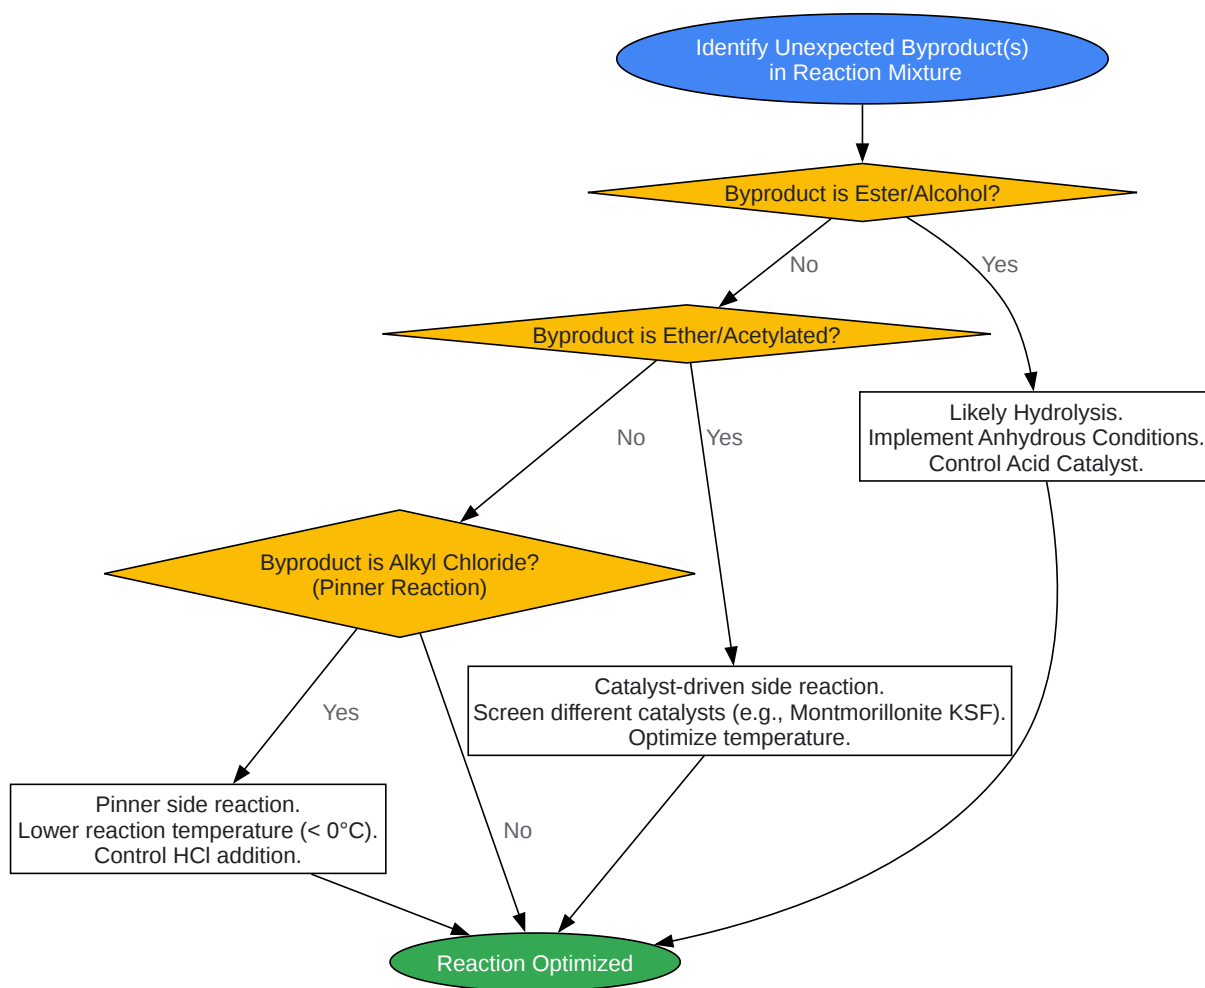 Identify Unexpected Byproduct(s)
in Reaction Mixture
Byproduct is Ester/Alcohol?
No
Yes
Byproduct is Ether/Acetylated?
Likely Hydrolysis.
Implement Anhydrous Conditions.
Control Acid Catalyst.
No
Yes
Byproduct is Alkyl Chloride?
(Pinner Reaction)
Catalyst-driven side reaction.
Screen different catalysts (e.g., Montmorillonite KSF).
Optimize temperature.
Yes
No
Pinner side reaction.
Lower reaction temperature (< 0°C).
Control HCl addition.
Reaction Optimized